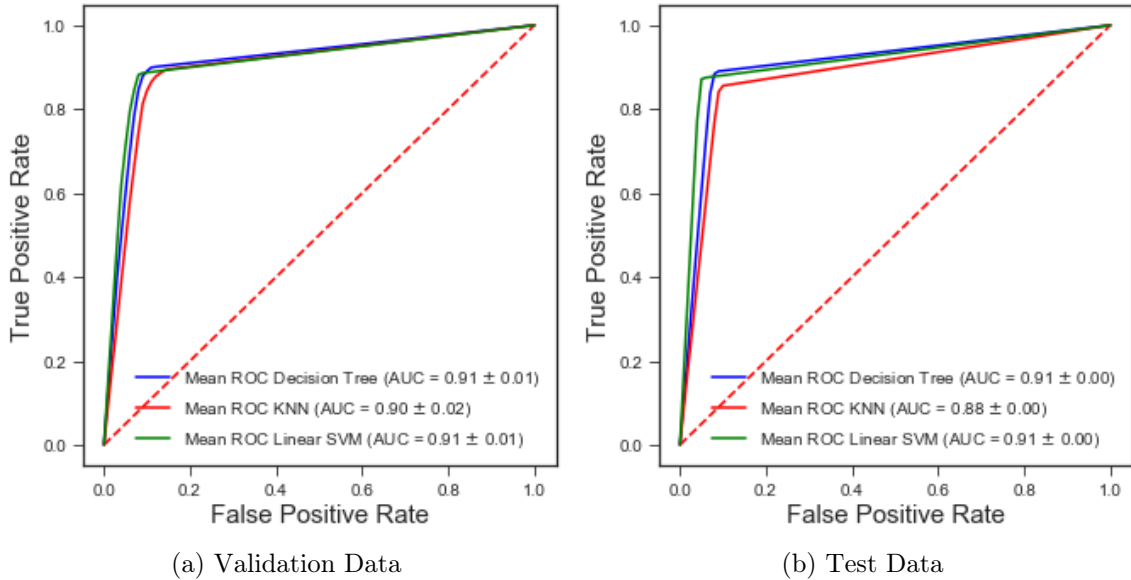 1.0
0.8
0.6
0.4
0.2
0.0
True Positive Rate
Mean ROC Decision Tree (AUC = 0.91 ± 0.01)
Mean ROC KNN (AUC = 0.90 ± 0.02)
Mean ROC Linear SVM (AUC = 0.91 ± 0.01)
0.0 0.2 0.4 0.6 0.8 1.0
False Positive Rate
(a) Validation Data
1.0
0.8
0.6
0.4
0.2
0.0
True Positive Rate
Mean ROC Decision Tree (AUC = 0.91 ± 0.00)
Mean ROC KNN (AUC = 0.88 ± 0.00)
Mean ROC Linear SVM (AUC = 0.91 ± 0.00)
0.0 0.2 0.4 0.6 0.8 1.0
False Positive Rate
(b) Test Data